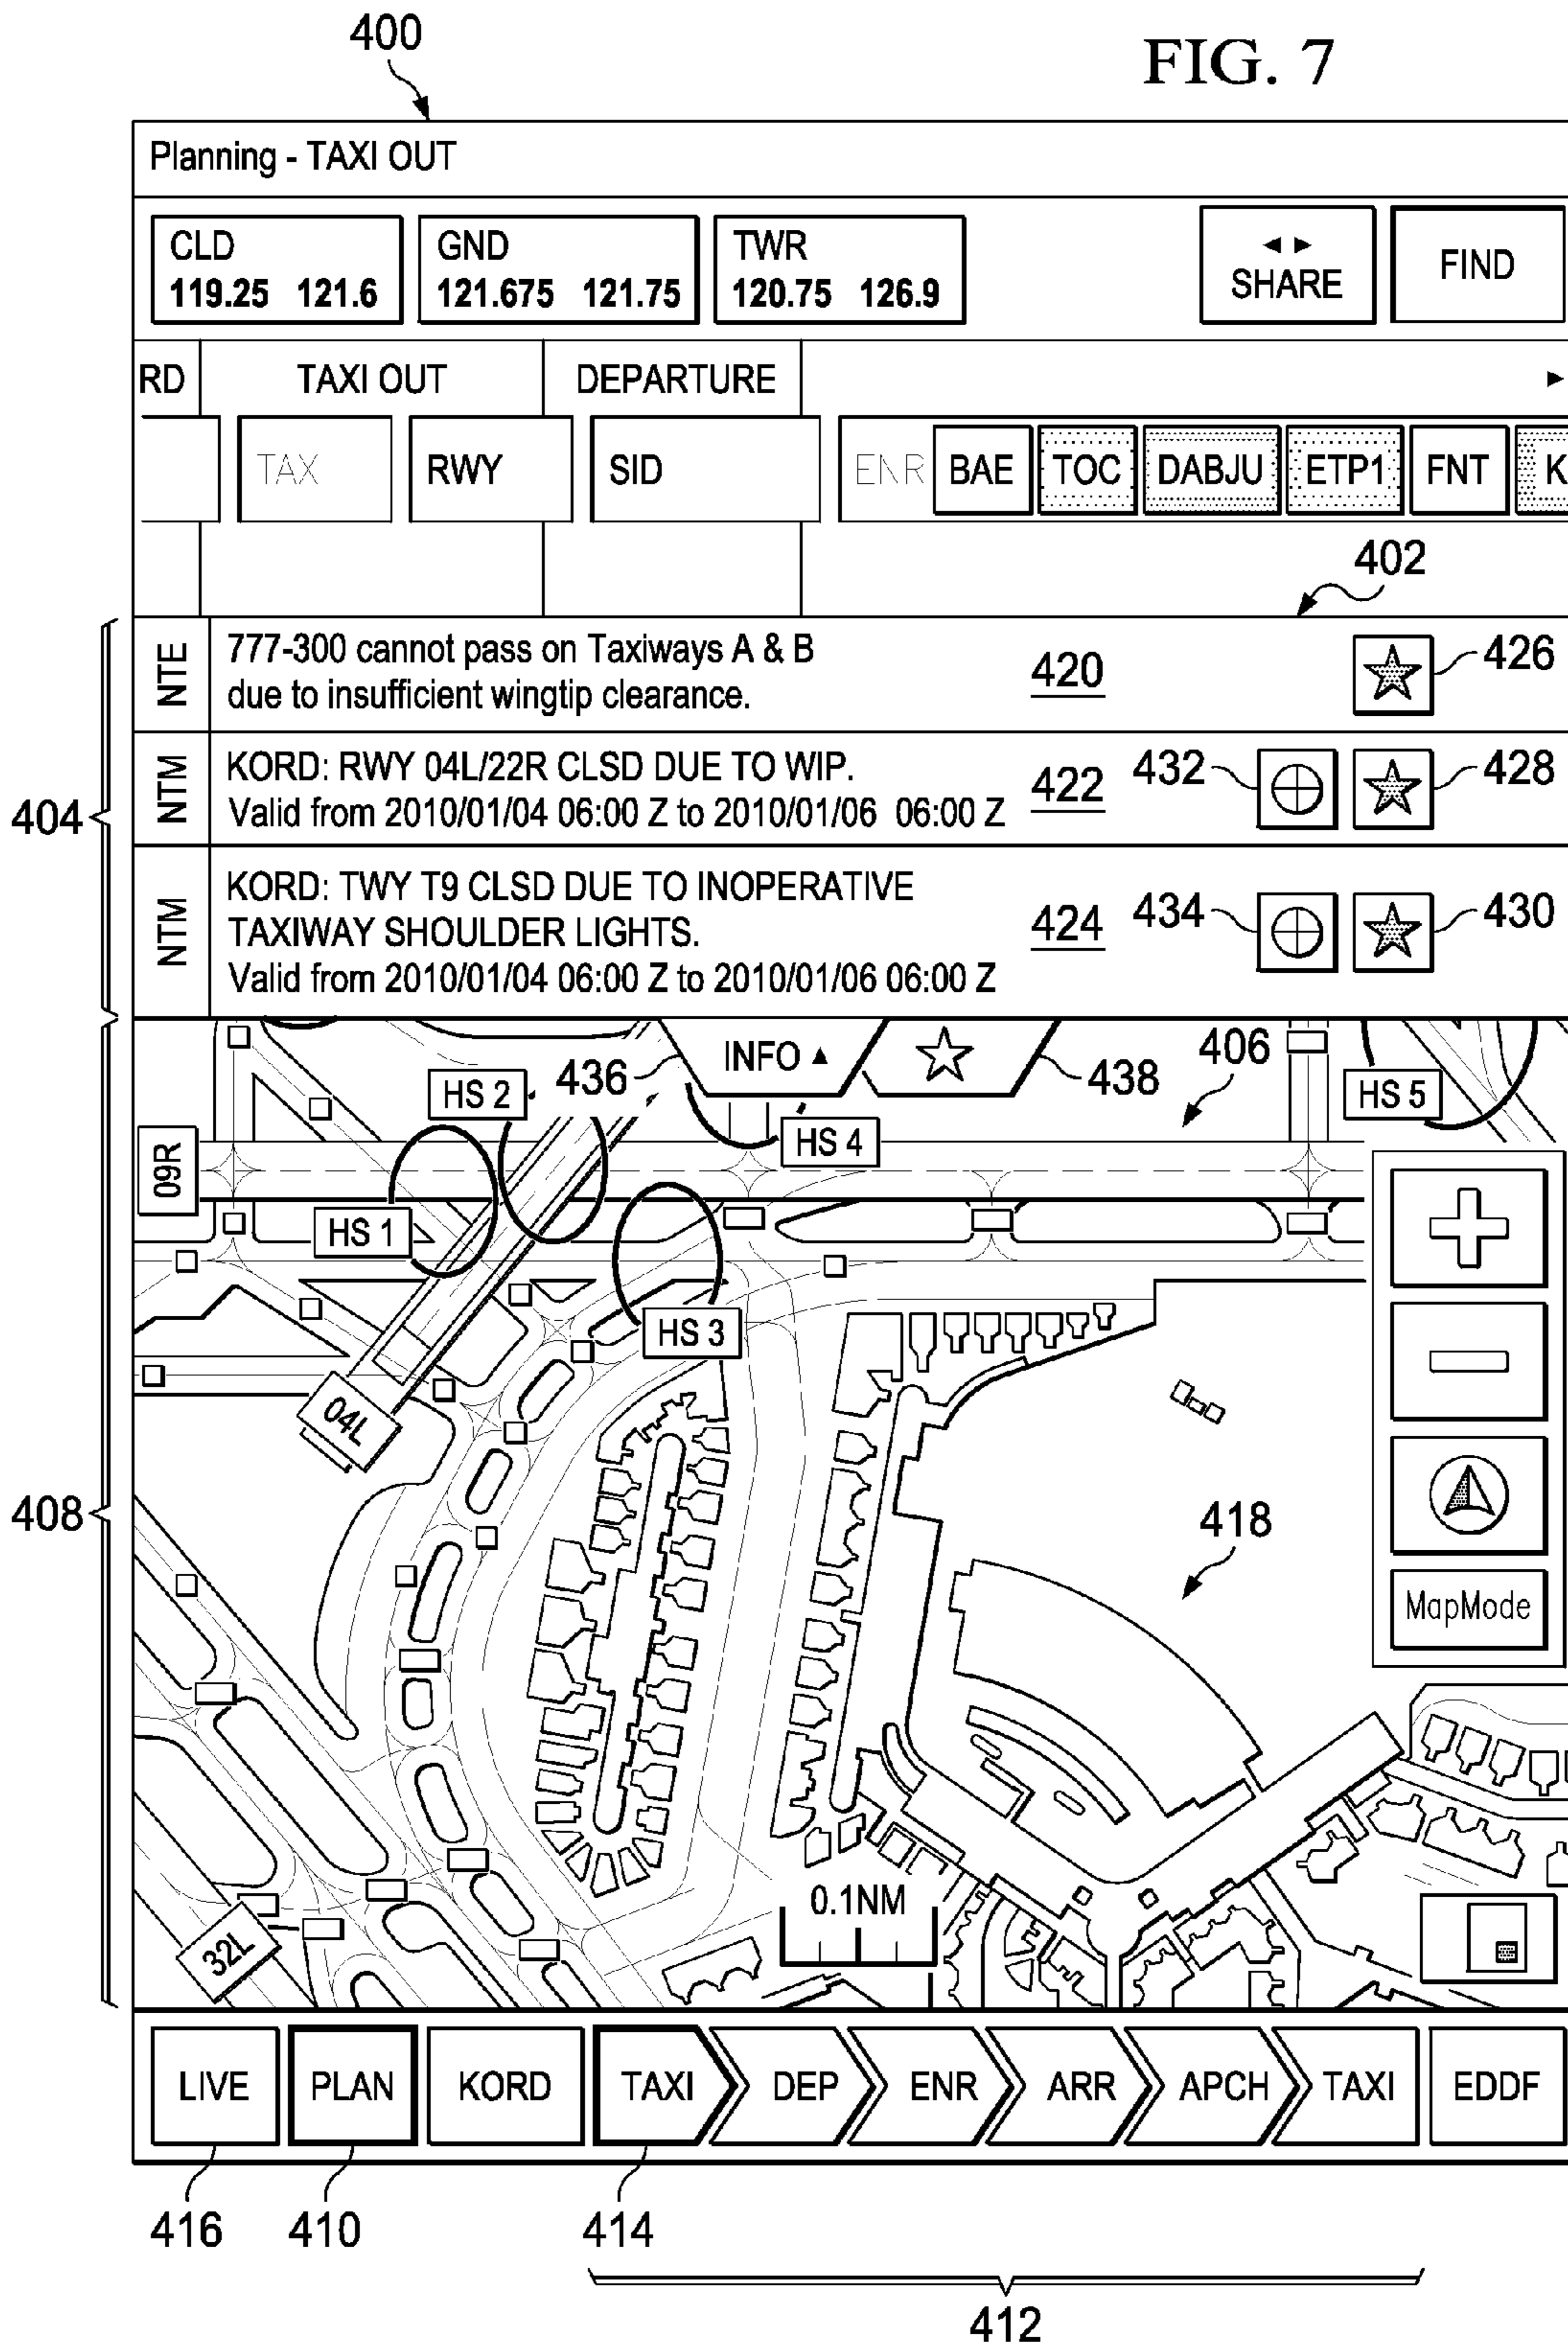 400
FIG. 7
Planning - TAXI OUT
CLD
119.25 121.6
GND
121.675 121.75
TWR
120.75 126.9
◄ ►
SHARE
FIND
RD TAXI OUT DEPARTURE ►
TAX RWY SID ENR BAE TOC DABJU ETP1 FNT K
402
404
NTE
777-300 cannot pass on Taxiways A & B
due to insufficient wingtip clearance.
420
426
NTM
KORD: RWY 04L/22R CLSD DUE TO WIP.
Valid from 2010/01/04 06:00 Z to 2010/01/06 06:00 Z
422
432
428
NTM
KORD: TWY T9 CLSD DUE TO INOPERATIVE
TAXIWAY SHOULDER LIGHTS.
Valid from 2010/01/04 06:00 Z to 2010/01/06 06:00 Z
424
434
430
408
436
INFO ▲
438
406
HS 2
HS 5
HS 4
09R
HS 1
HS 3
04L
418
MapMode
0.1NM
32L
LIVE PLAN KORD TAXI DEP ENR ARR APCH TAXI EDDF
416 410 414
412